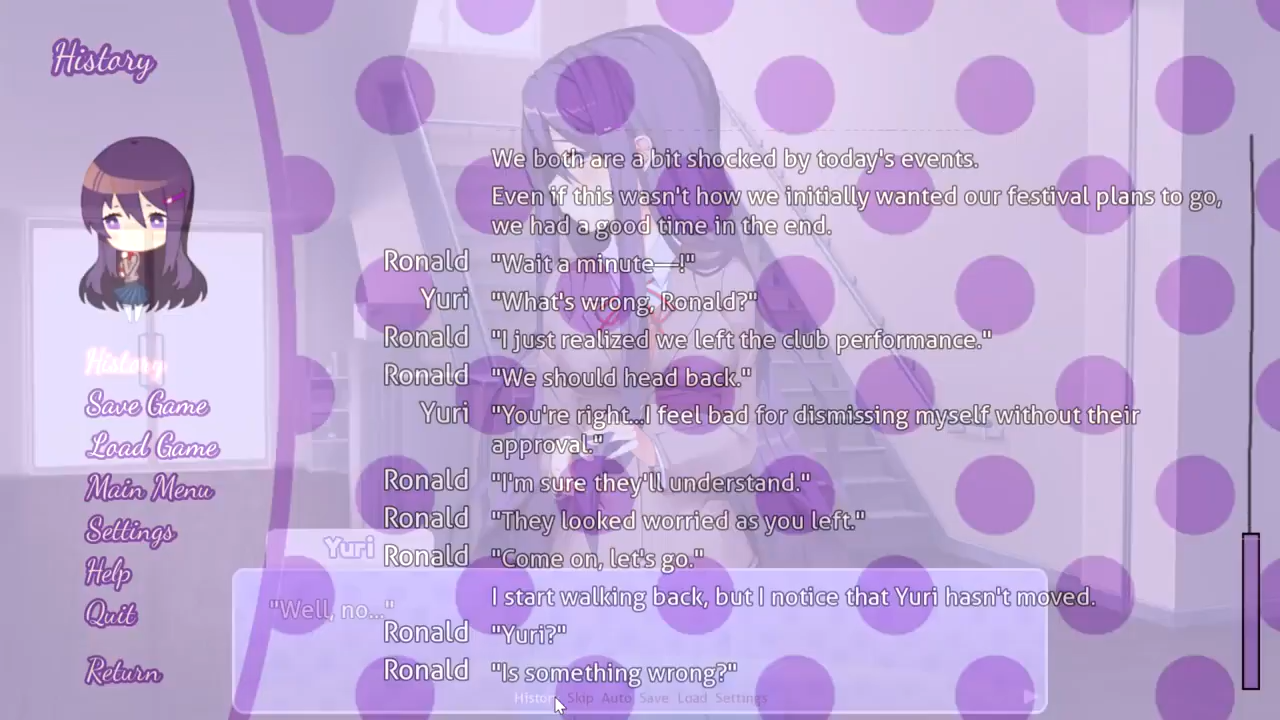 History
We both are a bit shocked by today's events.
Even if this wasn't how we initially wanted our festival plans to go,
we had a good time in the end.
Ronald "Wait a minute—!"
Yuri "What's wrong, Ronald?"
Ronald "I just realized we left the club performance."
Ronald "We should head back."
Yuri "You're right...I feel bad for dismissing myself without their
approval."
Ronald "I'm sure they'll understand."
Ronald "They looked worried as you left."
Ronald "Come on, let's go."
I start walking back, but I notice that Yuri hasn't moved.
Ronald "Yuri?"
Ronald "Is something wrong?"
History
Save Game
Load Game
Main Menu
Settings
Help
Quit
Return
Yuri
"Well, no..."
History Skip Auto Save Load Settings